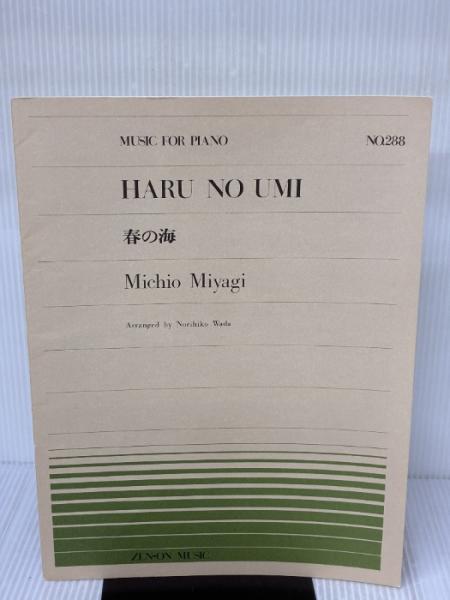 MUSIC FOR PIANO NO.288
HARU NO UMI
春の海
Michio Miyagi
Arranged by Norihiko Wada
ZEN-ON MUSIC